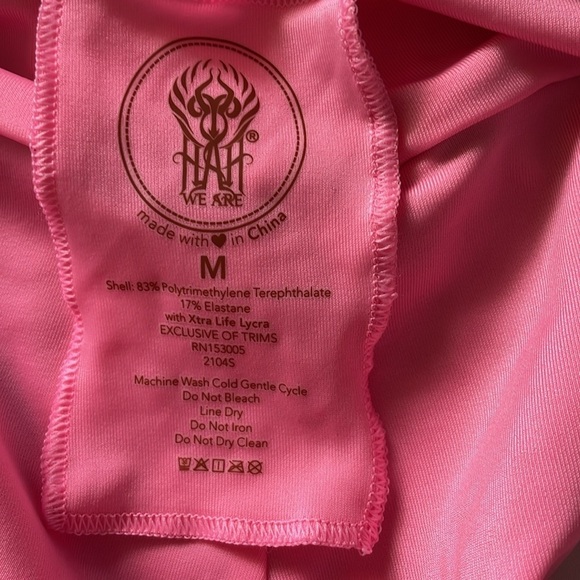 HAH
®
WE ARE
made with ♥ in China
M
Shell: 83% Polytrimethylene Terephthalate
17% Elastane
with Xtra Life Lycra
EXCLUSIVE OF TRIMS
RN153005
2104S
Machine Wash Cold Gentle Cycle
Do Not Bleach
Line Dry
Do Not Iron
Do Not Dry Clean